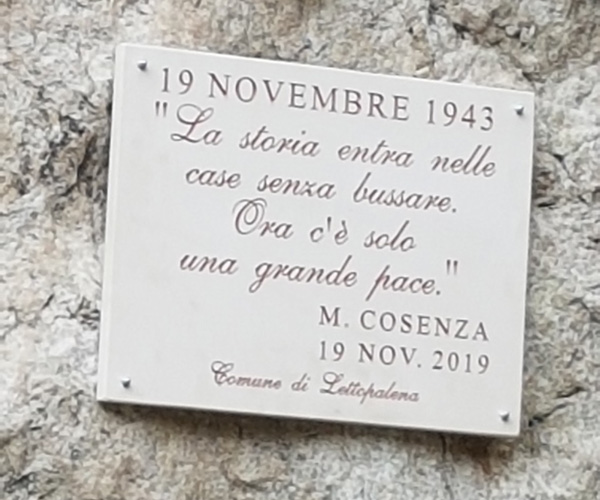 19 NOVEMBRE 1943
"La storia entra nelle
case senza bussare.
Ora c'è solo
una grande pace."
M. COSENZA
19 NOV. 2019
Comune di Lettopalena